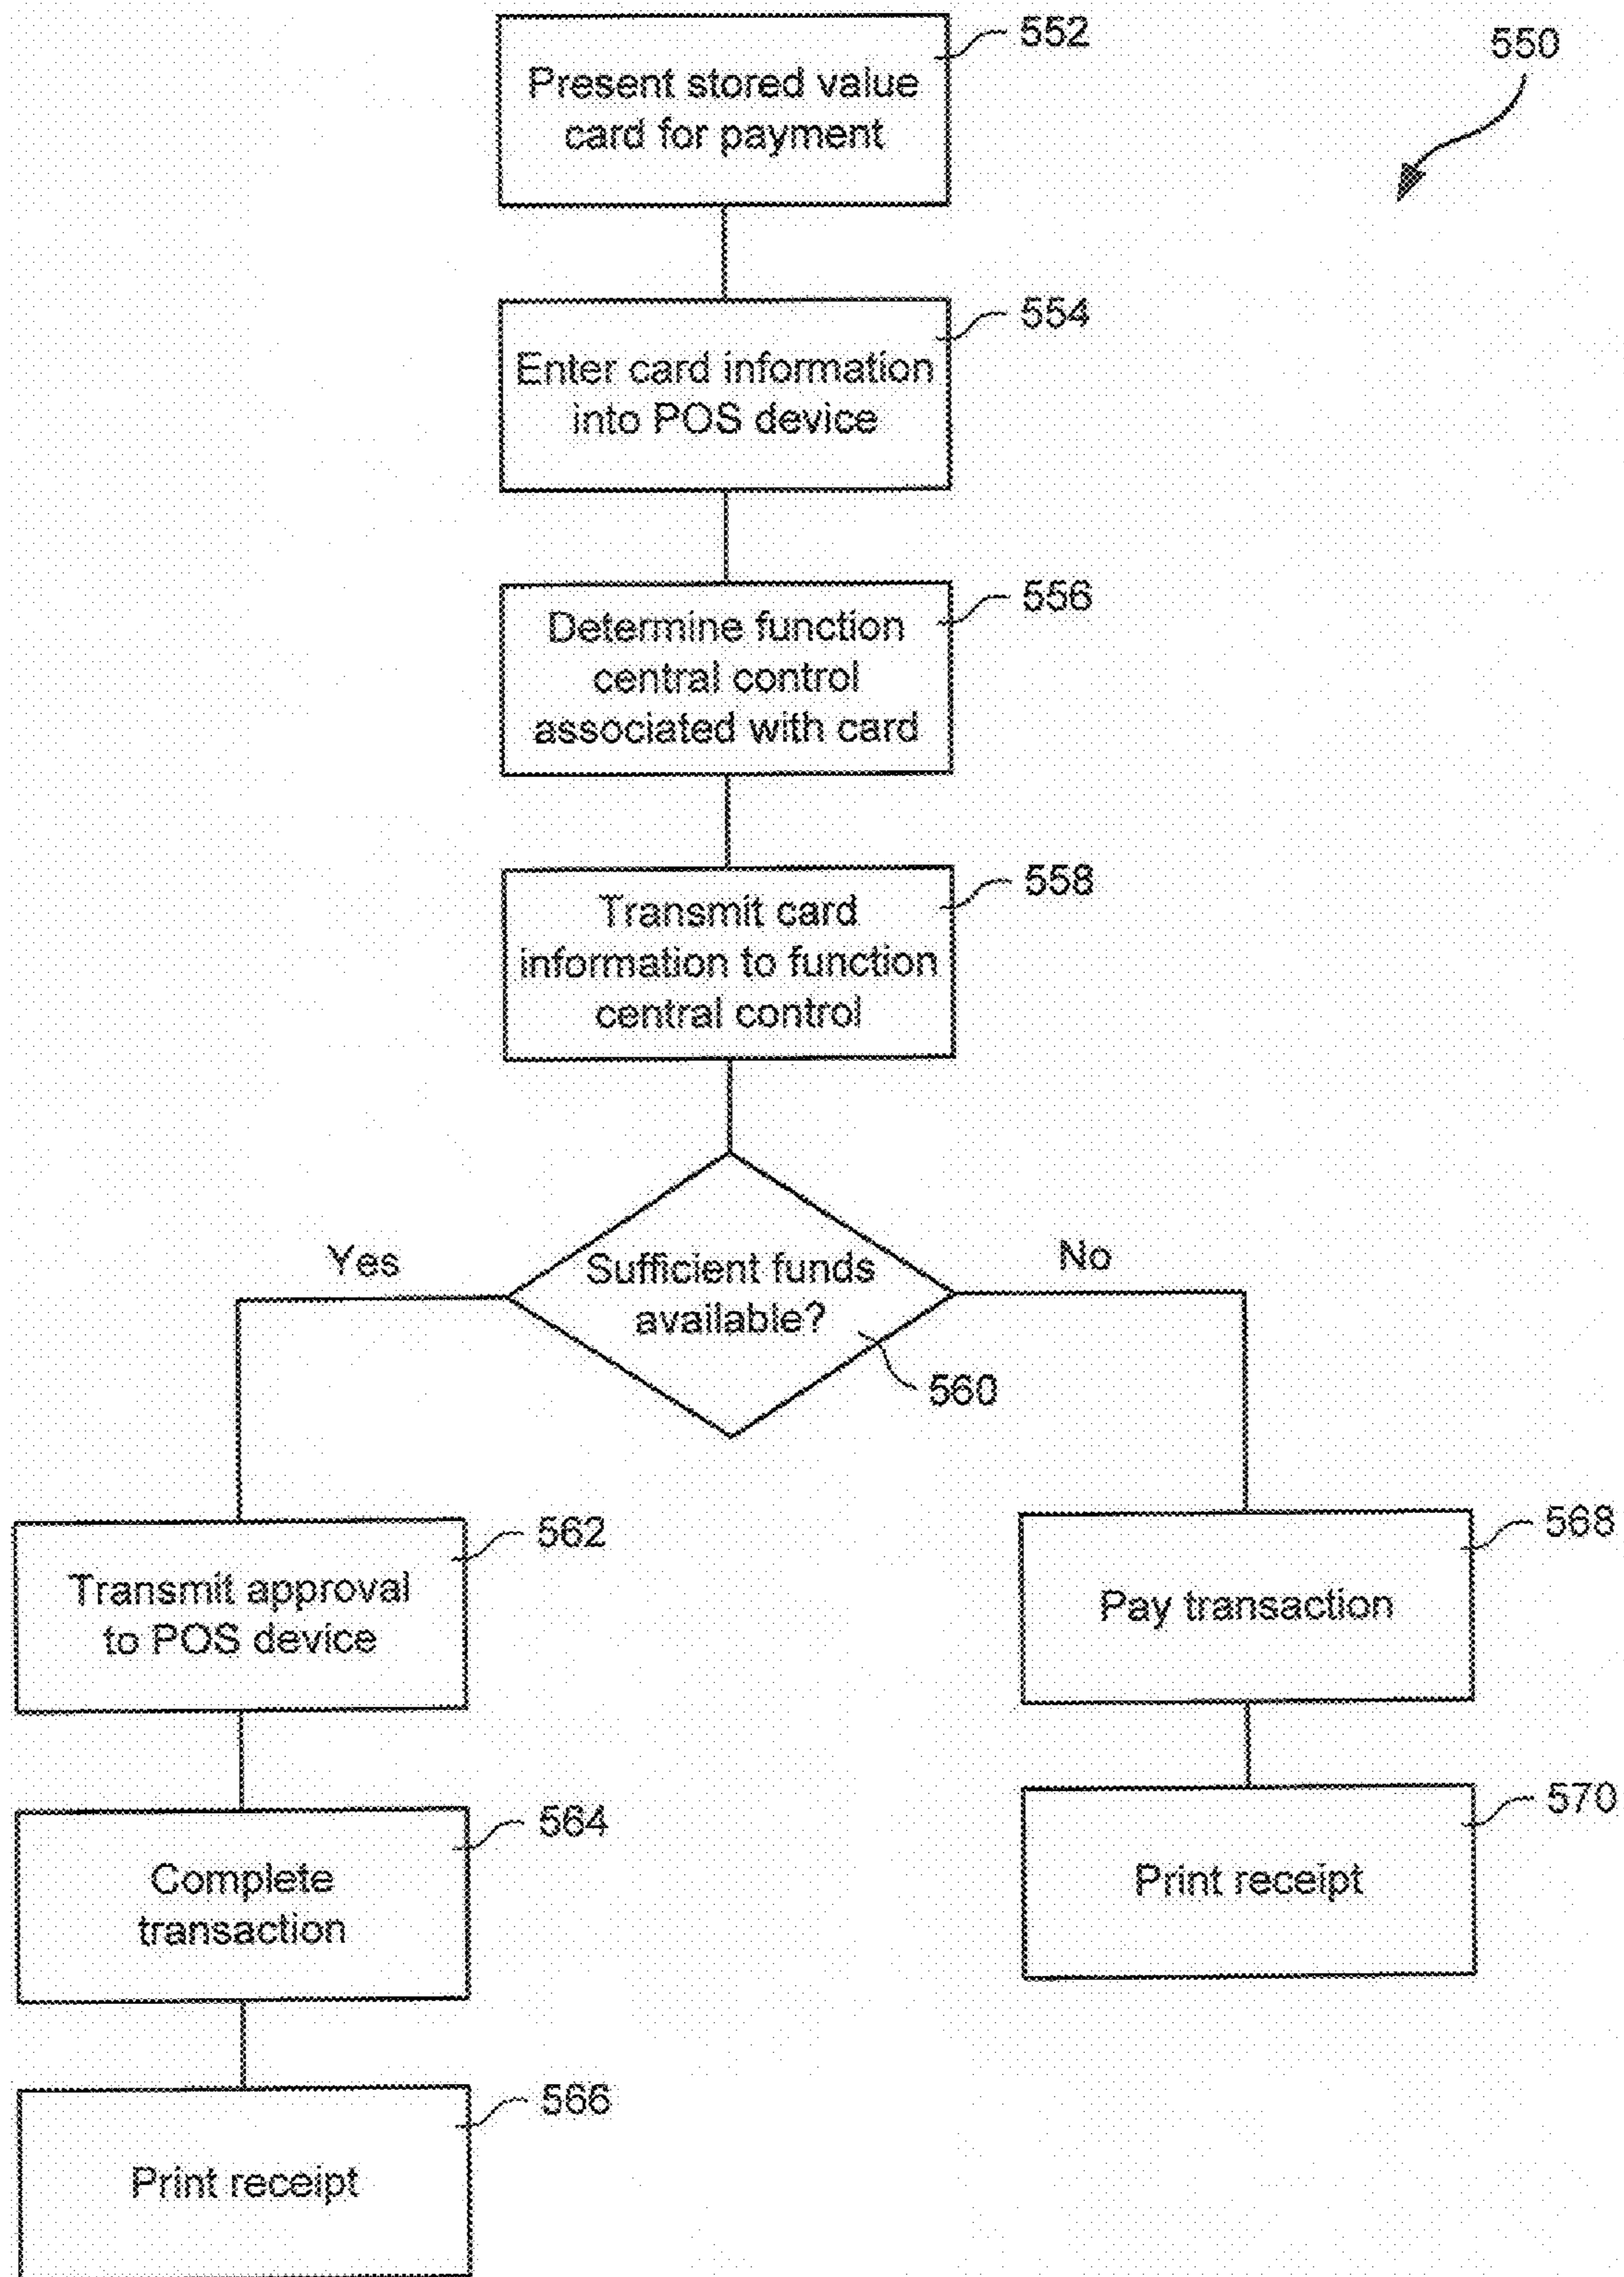 552
550
Present stored value
card for payment
554
Enter card information
into POS device
556
Determine function
central control
associated with card
558
Transmit card
information to function
central control
Yes
Sufficient funds
available?
No
560
562
Transmit approval
to POS device
568
Pay transaction
564
Complete
transaction
570
Print receipt
566
Print receipt